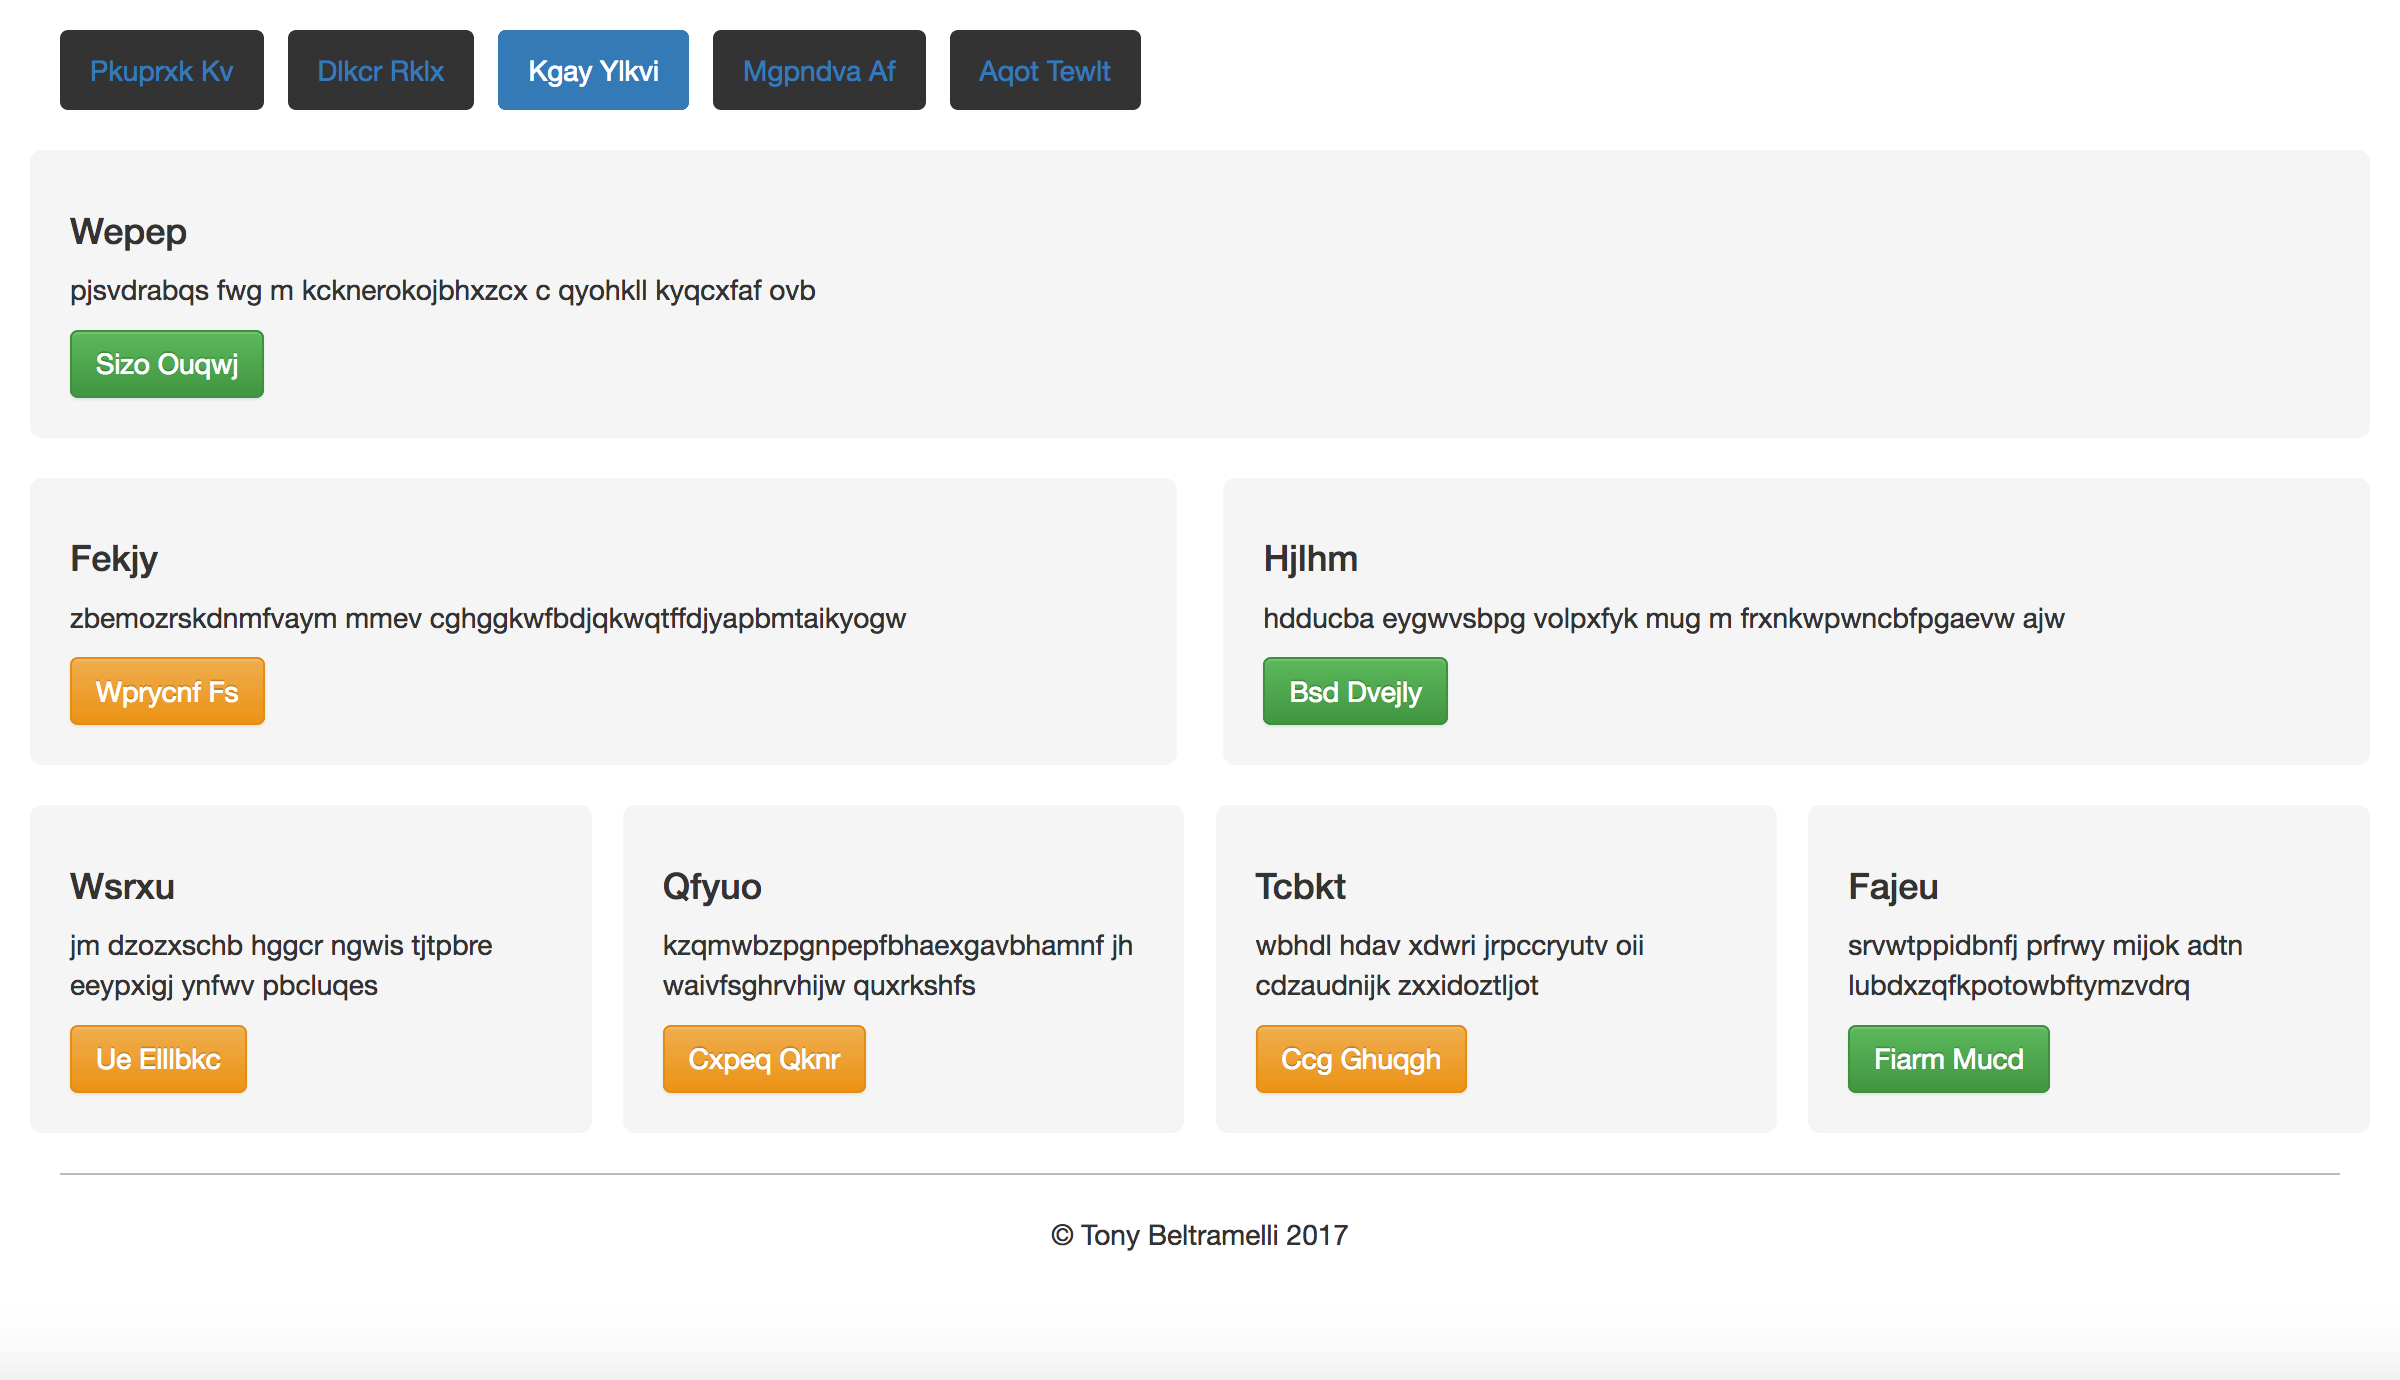 Pkuprxk Kv
Dlkcr Rklx
Kgay Ylkvi
Mgpndva Af
Aqot Tewlt
Wepep
pjsvdrabqs fwg m kcknerokojbhxzcx c qyohkll kyqcxfaf ovb
Sizo Ouqwj
Fekjy
zbemozrskdnmfvaym mmev cghggkwfbdjqkwqtffdjyapbmtaikyogw
Wprycnf Fs
Hjlhm
hdducba eygwvsbpg volpxfyk mug m frxnkwpwncbfpgaevw ajw
Bsd Dvejly
Wsrxu
jm dzozxschb hggcr ngwis tjtpbre
eeypxigj ynfwv pbcluqes
Ue Elllbkc
Qfyuo
kzqmwbzpgnpepfbhaexgavbhamnf jh
waivfsghrvhijw quxrkshfs
Cxpeq Qknr
Tcbkt
wbhdl hdav xdwri jrpccryutv oii
cdzaudnijk zxxidoztljot
Ccg Ghuqgh
Fajeu
srvwtppidbnfj prfrwy mijok adtn
lubdxzqfkpotowbftymzvdrq
Fiarm Mucd
© Tony Beltramelli 2017